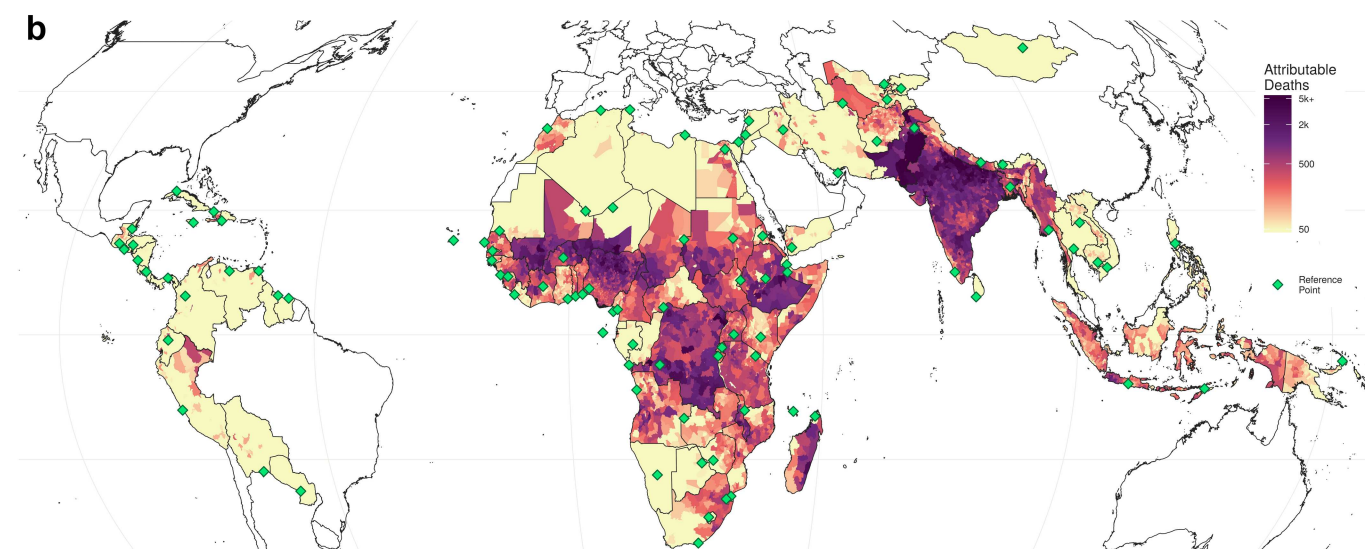 b
Attributable
Deaths
5k+
2k
500
50
Reference
Point